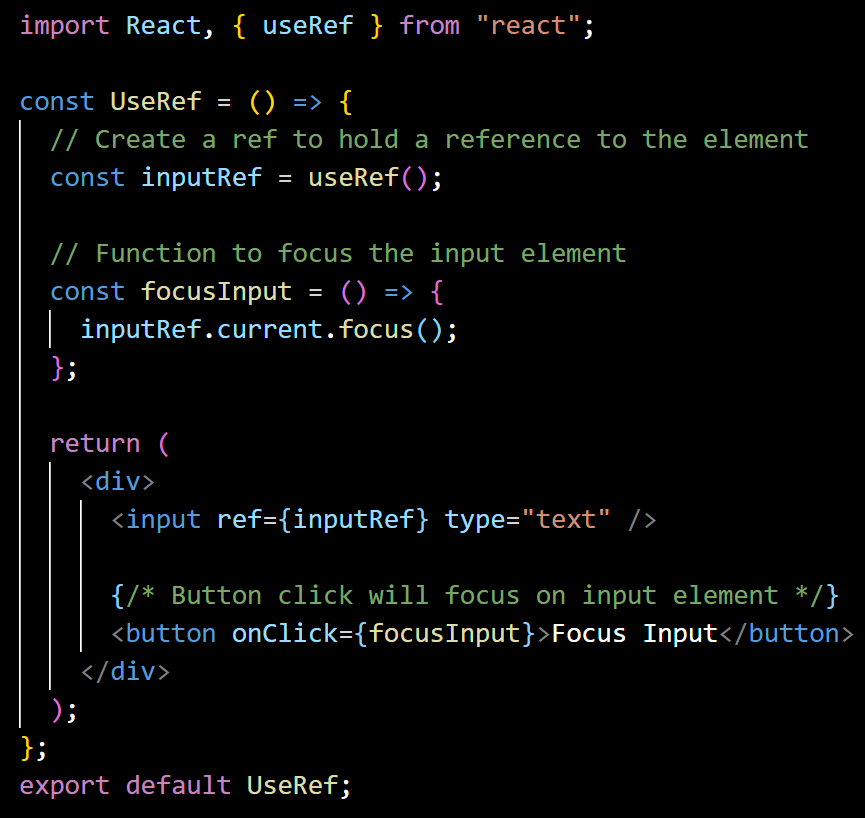 import React, { useRef } from "react";
const UseRef = () => {
// Create a ref to hold a reference to the element
const inputRef = useRef();
// Function to focus the input element
const focusInput = () => {
inputRef.current.focus();
};
return (
<div>
<input ref={inputRef} type="text" />
{/* Button click will focus on input element */}
<button onClick={focusInput}>Focus Input</button>
</div>
);
};
export default UseRef;